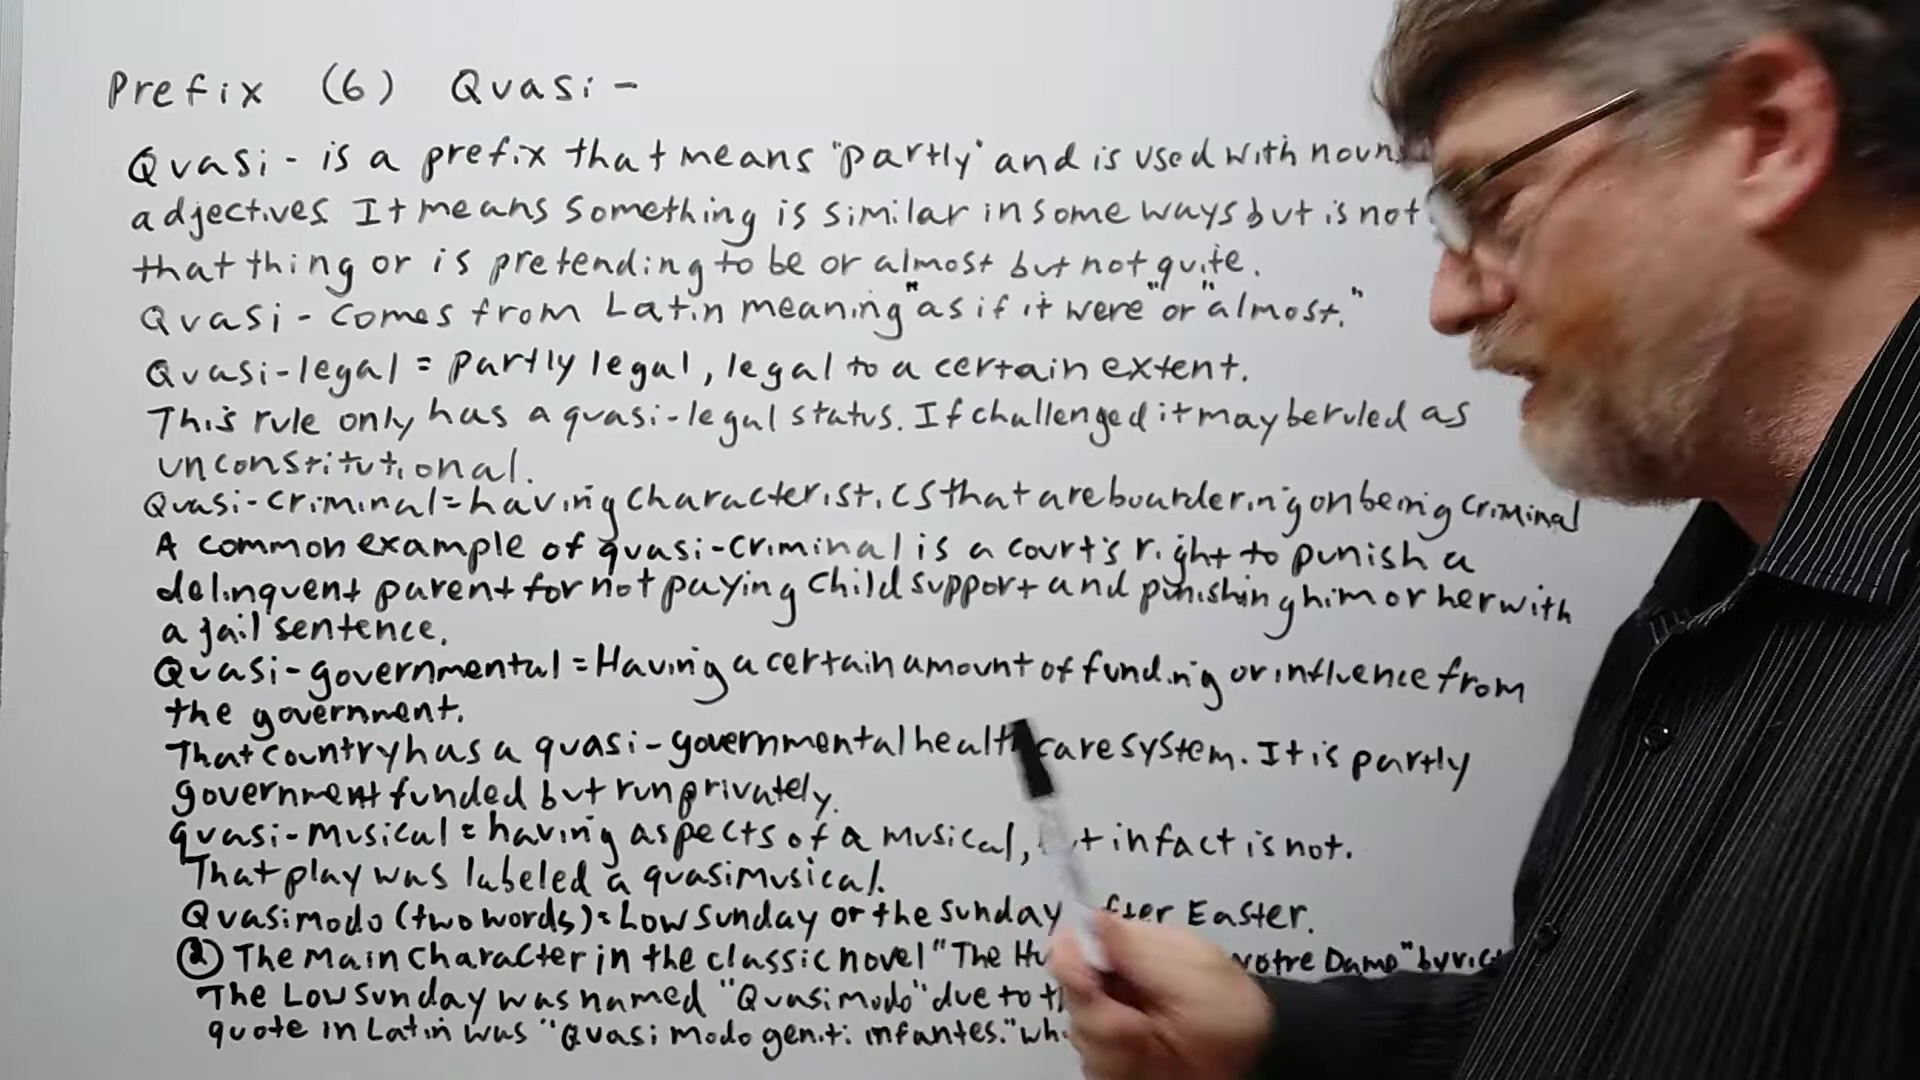 Prefix (6) Quasi-
Quasi- is a prefix that means "partly" and is used with noun
adjectives It means something is similar in some ways but is not
that thing or is pretending to be or almost but not quite.
Quasi- comes from Latin meaning "as if it were" or "almost."
Quasi-legal = partly legal, legal to a certain extent.
This rule only has a quasi-legal status. If challenged it may be ruled as
unconstitutional.
Quasi-criminal = having characteristics that are boardering on being criminal
A common example of quasi-criminal is a court's right to punish a
delinquent parent for not paying child support and punishing him or her with
a jail sentence.
Quasi-governmental = Having a certain amount of funding or influence from
the government.
That country has a quasi-governmental health care system. It is partly
government funded but run privately.
quasi-musical = having aspects of a musical, but in fact is not.
That play was labeled a quasimusical.
Quasimodo (two words) = Low Sunday or the Sunday after Easter.
② The main character in the classic novel "The Notre Dame" by
The Low Sunday was named "Quasimodo" due to
quote in Latin was "Quasi modo geniti infantes."